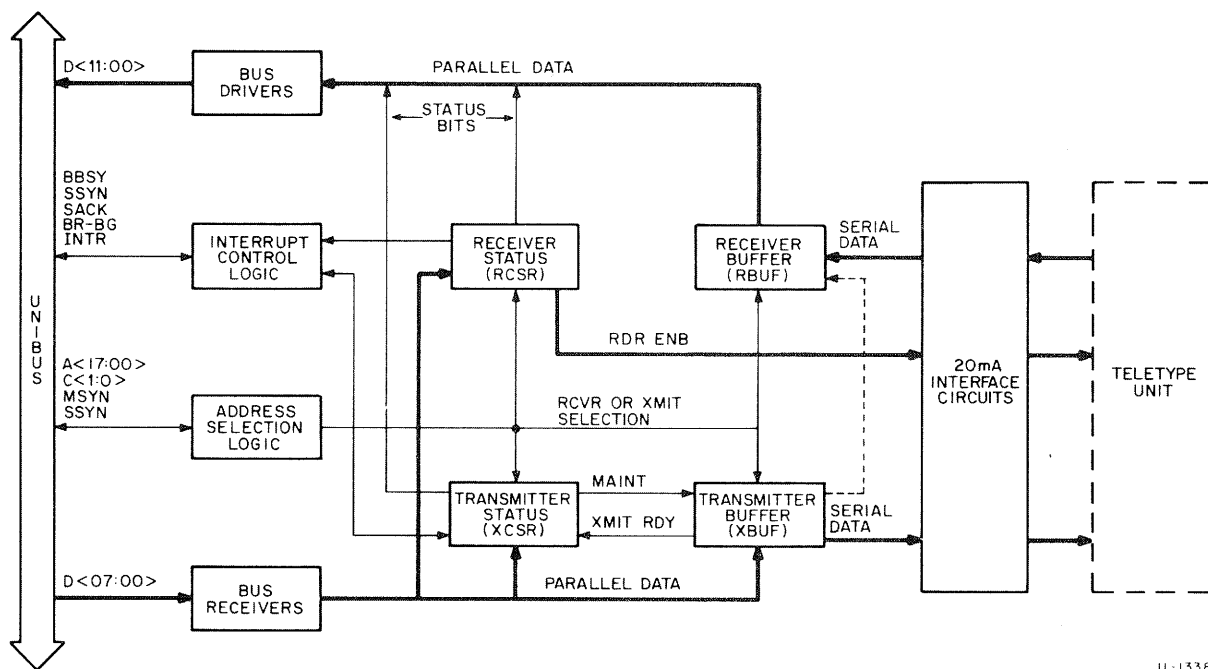 D<11:00>
BUS
DRIVERS
PARALLEL DATA
STATUS
BITS
BBSY
SSYN
SACK
BR-BG
INTR
INTERRUPT
CONTROL
LOGIC
RECEIVER
STATUS
(RCSR)
RECEIVER
BUFFER
(RBUF)
SERIAL
DATA
UNIBUS
RDR ENB
20mA
INTERFACE
CIRCUITS
TELETYPE
UNIT
A<17:00>
C<1:0>
MSYN
SSYN
ADDRESS
SELECTION
LOGIC
RCVR OR XMIT
SELECTION
TRANSMITTER
STATUS
(XCSR)
MAINT
XMIT RDY
TRANSMITTER
BUFFER
(XBUF)
SERIAL
DATA
D<07:00>
BUS
RECEIVERS
PARALLEL DATA
11-1338